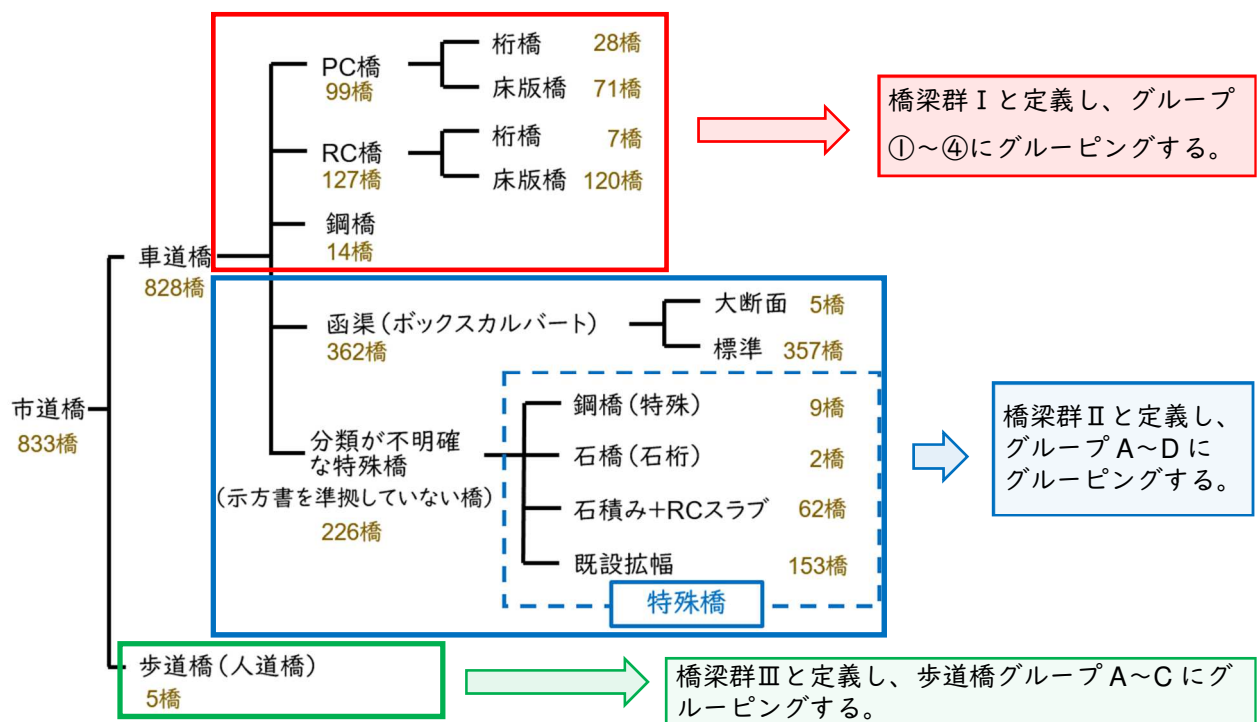 PC橋
99橋
桁橋 28橋
床版橋 71橋
RC橋
127橋
桁橋 7橋
床版橋 120橋
鋼橋
14橋
橋梁群Ⅰと定義し、グループ
①~④にグルーピングする。
車道橋
828橋
函渠(ボックスカルバート)
362橋
大断面 5橋
標準 357橋
市道橋
833橋
分類が不明確
な特殊橋
(示方書を準拠していない橋)
226橋
鋼橋(特殊) 9橋
石橋(石桁) 2橋
石積み+RCスラブ 62橋
既設拡幅 153橋
特殊橋
橋梁群Ⅱと定義し、
グループA~Dに
グルーピングする。
歩道橋(人道橋)
5橋
橋梁群Ⅲと定義し、歩道橋グループA~Cにグ
ルーピングする。